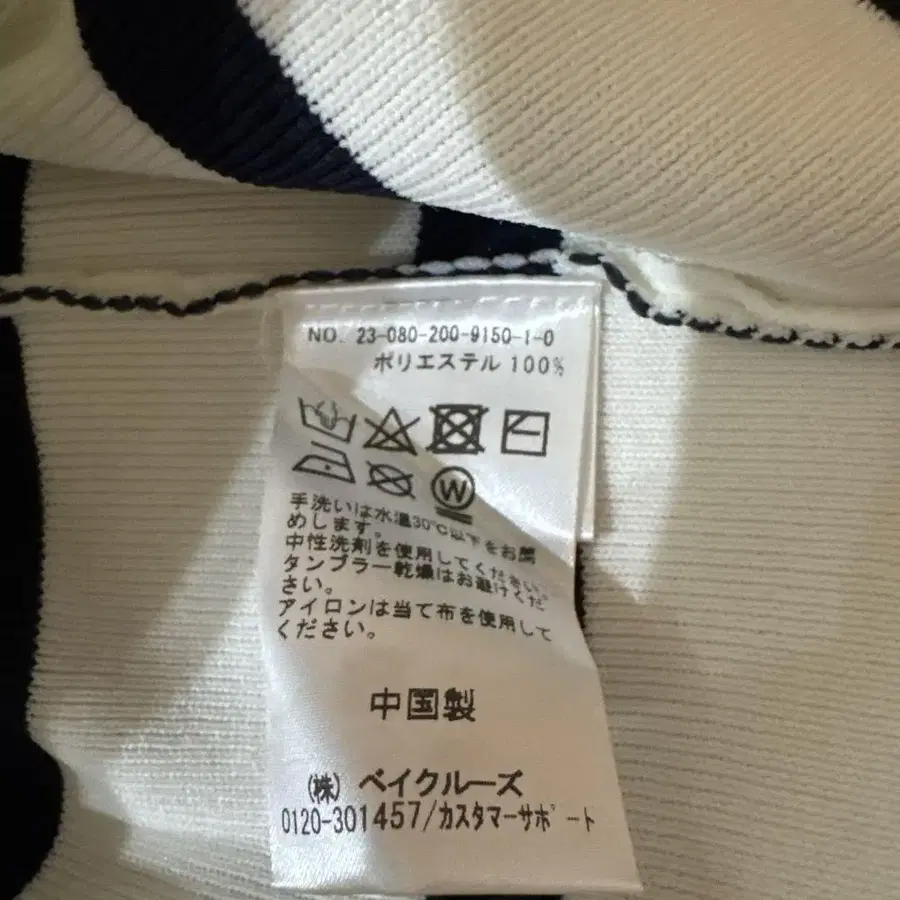 NO. 23-080-200-9150-1-0
ポリエステル 100%
W
手洗いは水温30℃以下をお薦
めします。
中性洗剤を使用してください。
タンブラー乾燥はお避けくだ
さい。
アイロンは当て布を使用して
ください。
中国製
(株) ベイクルーズ
0120-301457/カスタマーサポート